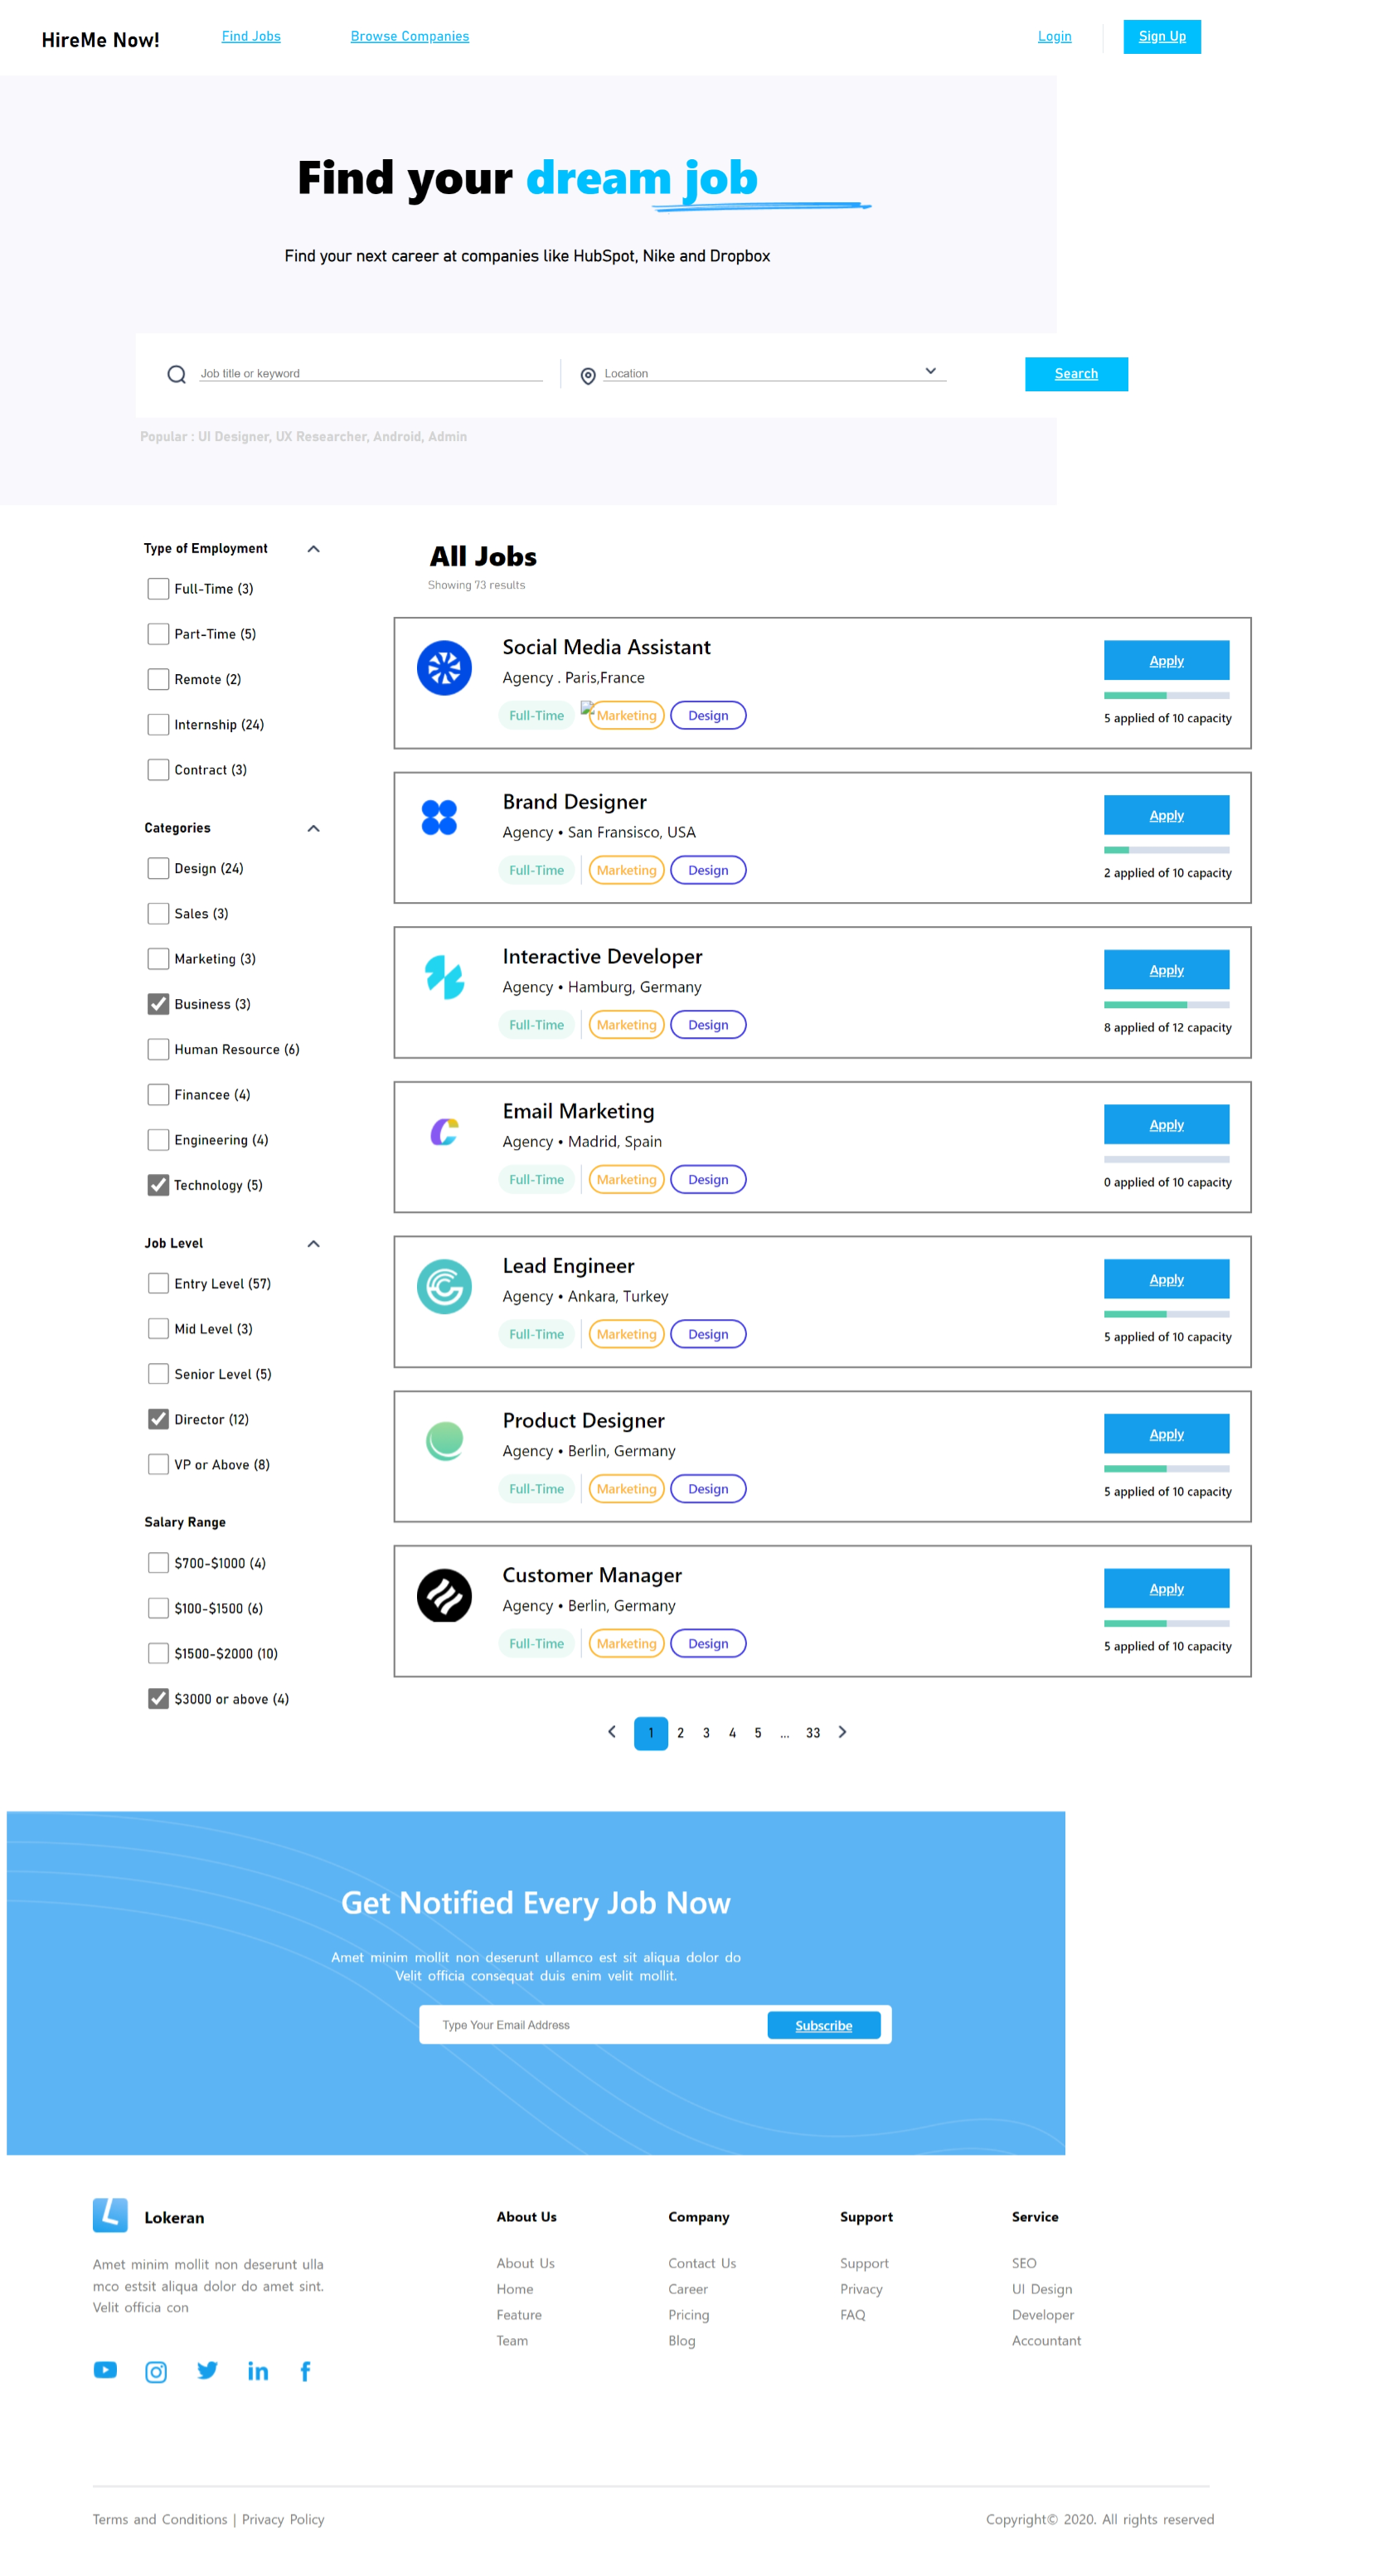 HireMe Now!
Find Jobs
Browse Companies
Login
Sign Up
Find your dream job
Find your next career at companies like HubSpot, Nike and Dropbox
Job title or keyword
Location
Search
Popular : UI Designer, UX Researcher, Android, Admin
Type of Employment
Full-Time (3)
Part-Time (5)
Remote (2)
Internship (24)
Contract (3)
Categories
Design (24)
Sales (3)
Marketing (3)
Business (3)
Human Resource (6)
Financee (4)
Engineering (4)
Technology (5)
Job Level
Entry Level (57)
Mid Level (3)
Senior Level (5)
Director (12)
VP or Above (8)
Salary Range
$700-$1000 (4)
$100-$1500 (6)
$1500-$2000 (10)
$3000 or above (4)
All Jobs
Showing 73 results
Social Media Assistant
Agency . Paris,France
Full-Time Marketing Design
Apply
5 applied of 10 capacity
Brand Designer
Agency • San Fransisco, USA
Full-Time Marketing Design
Apply
2 applied of 10 capacity
Interactive Developer
Agency • Hamburg, Germany
Full-Time Marketing Design
Apply
8 applied of 12 capacity
Email Marketing
Agency • Madrid, Spain
Full-Time Marketing Design
Apply
0 applied of 10 capacity
Lead Engineer
Agency • Ankara, Turkey
Full-Time Marketing Design
Apply
5 applied of 10 capacity
Product Designer
Agency • Berlin, Germany
Full-Time Marketing Design
Apply
5 applied of 10 capacity
Customer Manager
Agency • Berlin, Germany
Full-Time Marketing Design
Apply
5 applied of 10 capacity
1 2 3 4 5 ... 33
Get Notified Every Job Now
Amet minim mollit non deserunt ullamco est sit aliqua dolor do
Velit officia consequat duis enim velit mollit.
Type Your Email Address
Subscribe
Lokeran
Amet minim mollit non deserunt ulla
mco estsit aliqua dolor do amet sint.
Velit officia con
About Us
About Us
Home
Feature
Team
Company
Contact Us
Career
Pricing
Blog
Support
Support
Privacy
FAQ
Service
SEO
UI Design
Developer
Accountant
Terms and Conditions | Privacy Policy
Copyright© 2020. All rights reserved